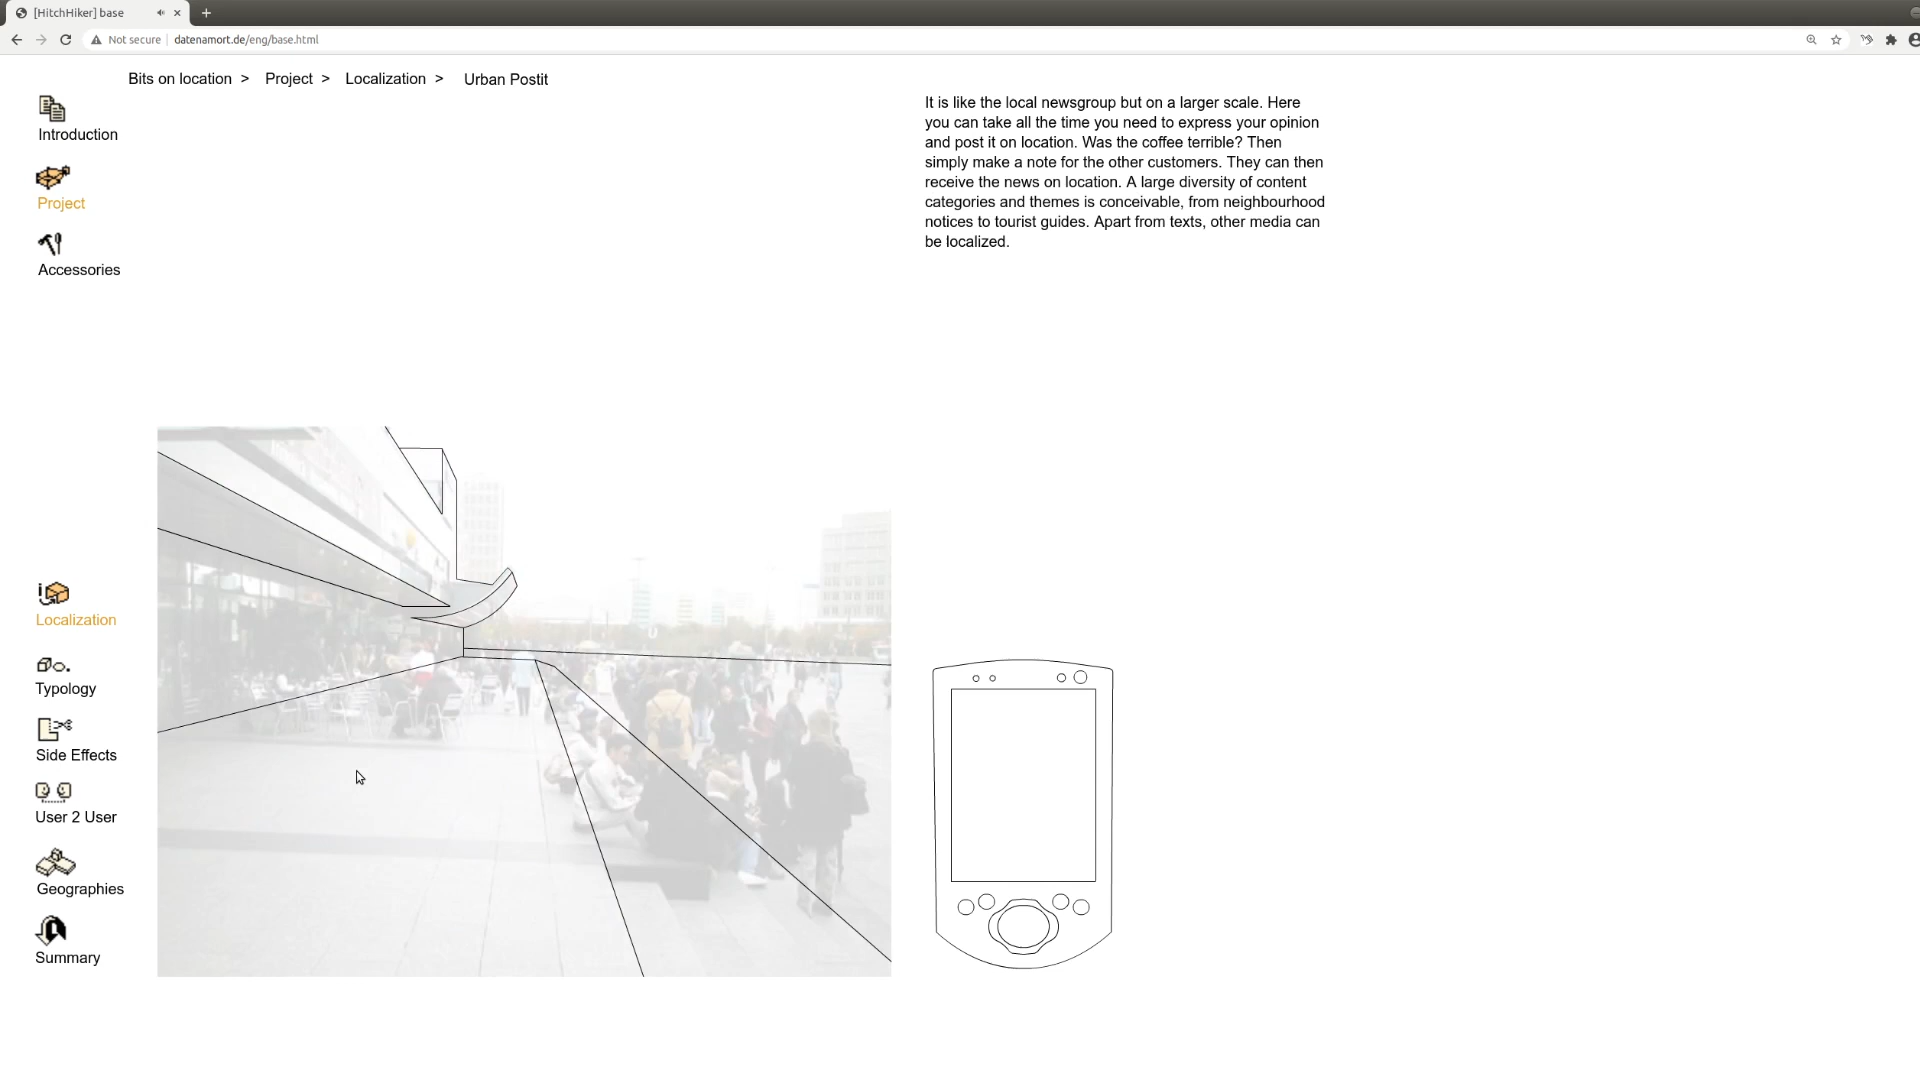 [HitchHiker] base
Not secure | datenamort.de/eng/base.html
Bits on location > Project > Localization > Urban Postit
Introduction
Project
Accessories
It is like the local newsgroup but on a larger scale. Here
you can take all the time you need to express your opinion
and post it on location. Was the coffee terrible? Then
simply make a note for the other customers. They can then
receive the news on location. A large diversity of content
categories and themes is conceivable, from neighbourhood
notices to tourist guides. Apart from texts, other media can
be localized.
Localization
Typology
Side Effects
User 2 User
Geographies
Summary